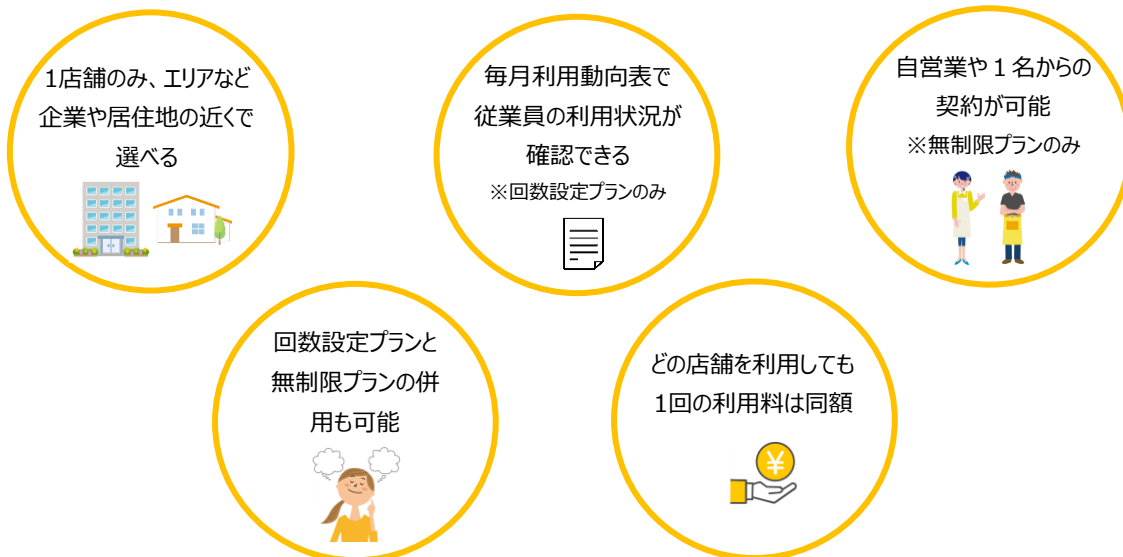 1店舗のみ、エリアなど
企業や居住地の近くで
選べる
毎月利用動向表で
従業員の利用状況が
確認できる
※回数設定プランのみ
自営業や１名からの
契約が可能
※無制限プランのみ
回数設定プランと
無制限プランの併
用も可能
どの店舗を利用しても
1回の利用料は同額
¥